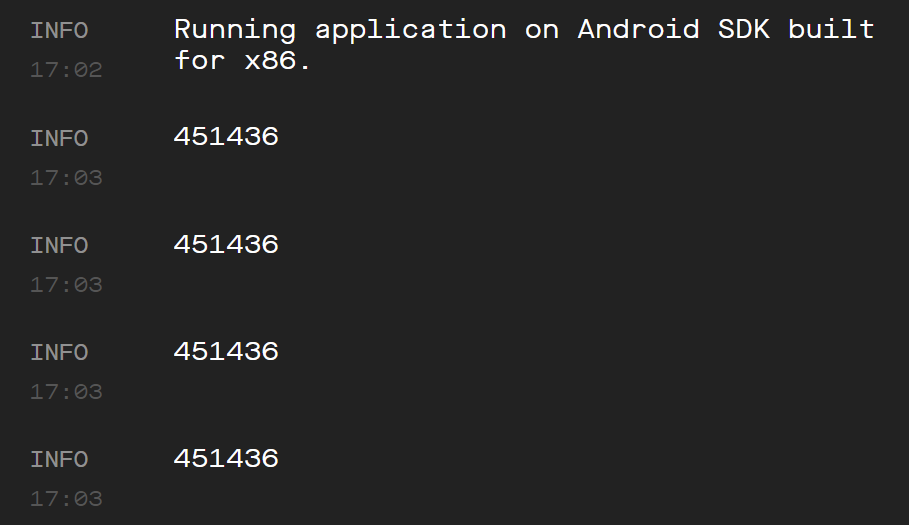 INFO Running application on Android SDK built
17:02 for x86.
INFO 451436
17:03
INFO 451436
17:03
INFO 451436
17:03
INFO 451436
17:03